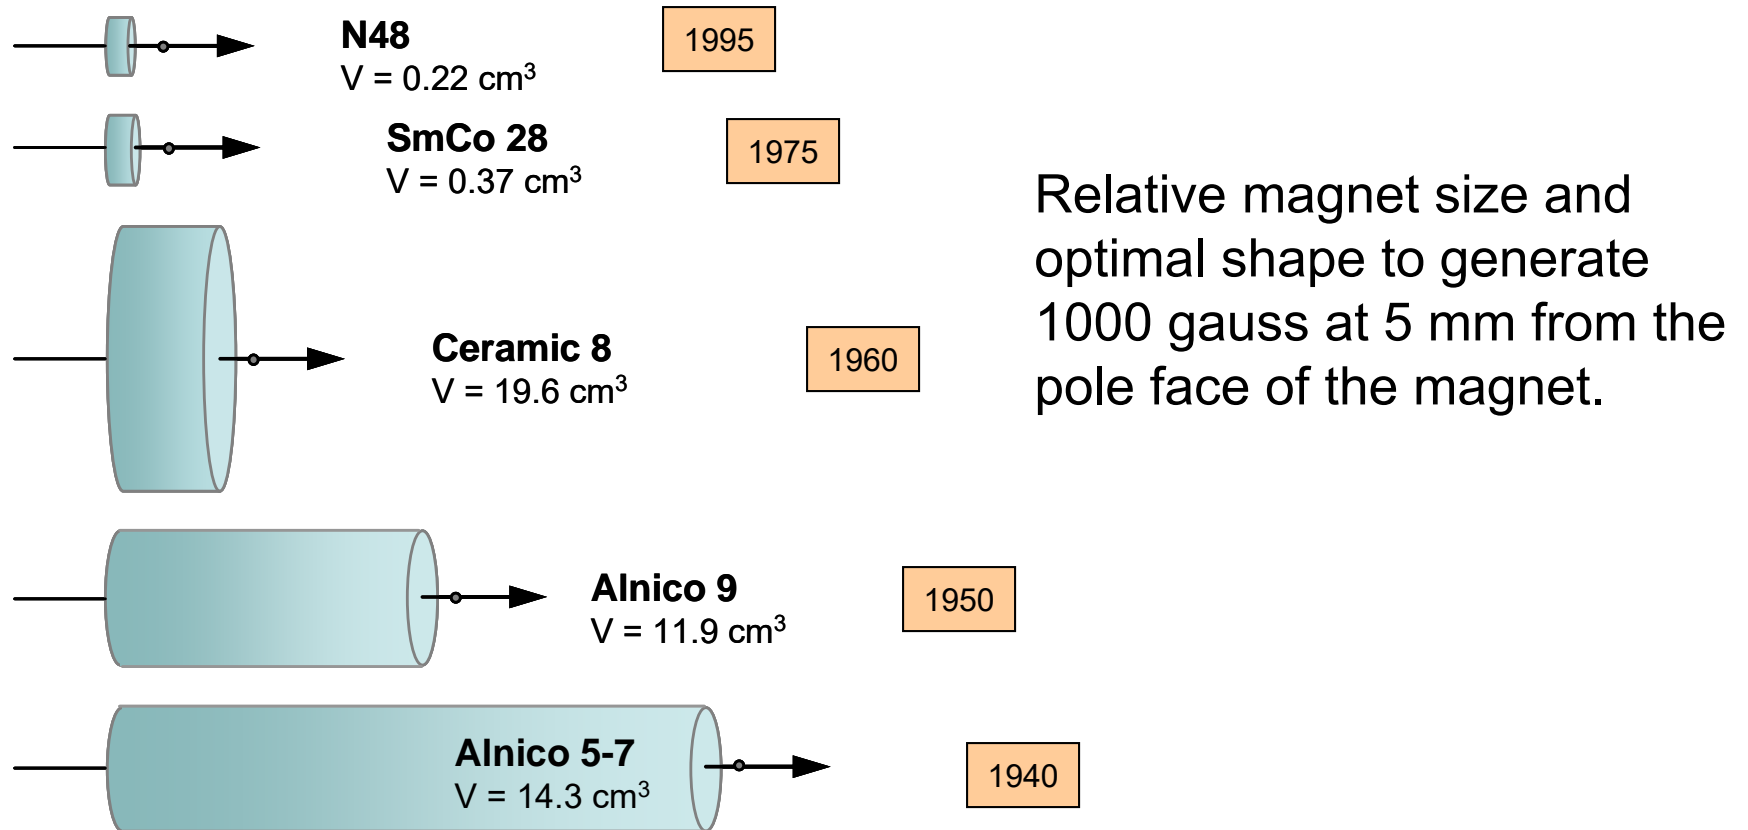 N48
V = 0.22 cm³
1995
SmCo 28
V = 0.37 cm³
1975
Relative magnet size and
optimal shape to generate
1000 gauss at 5 mm from the
pole face of the magnet.
Ceramic 8
V = 19.6 cm³
1960
Alnico 9
V = 11.9 cm³
1950
Alnico 5-7
V = 14.3 cm³
1940